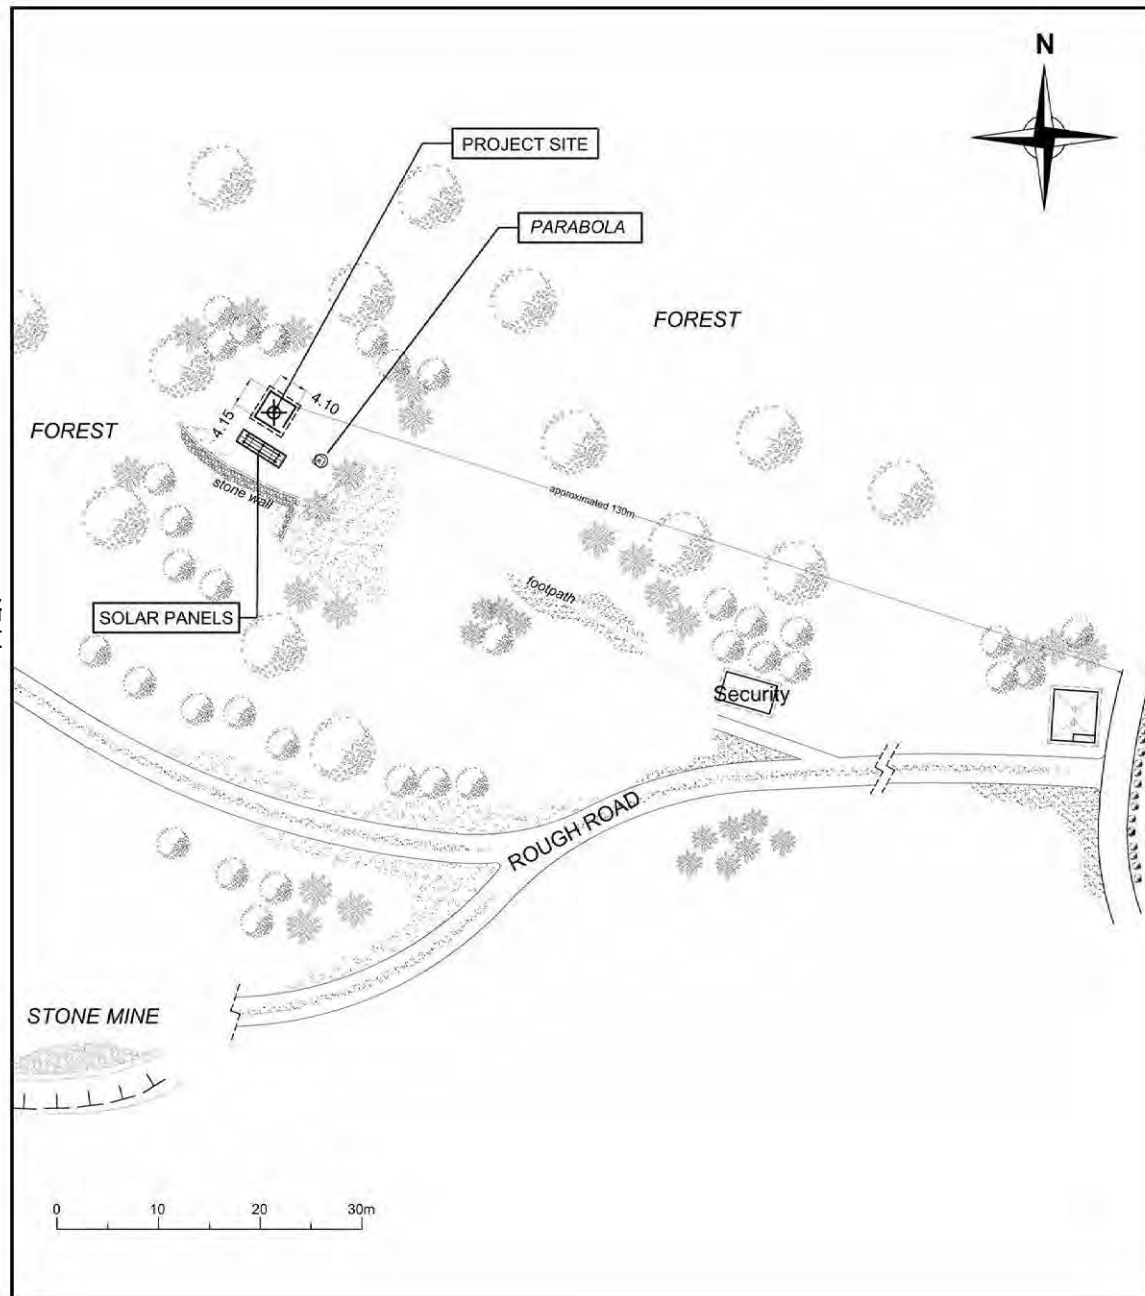 N
PROJECT SITE
PARABOLA
FOREST
4.10
4.15
FOREST
stone wall
approximated 130m
footpath
SOLAR PANELS
Security
ROUGH ROAD
STONE MINE
0 10 20 30m